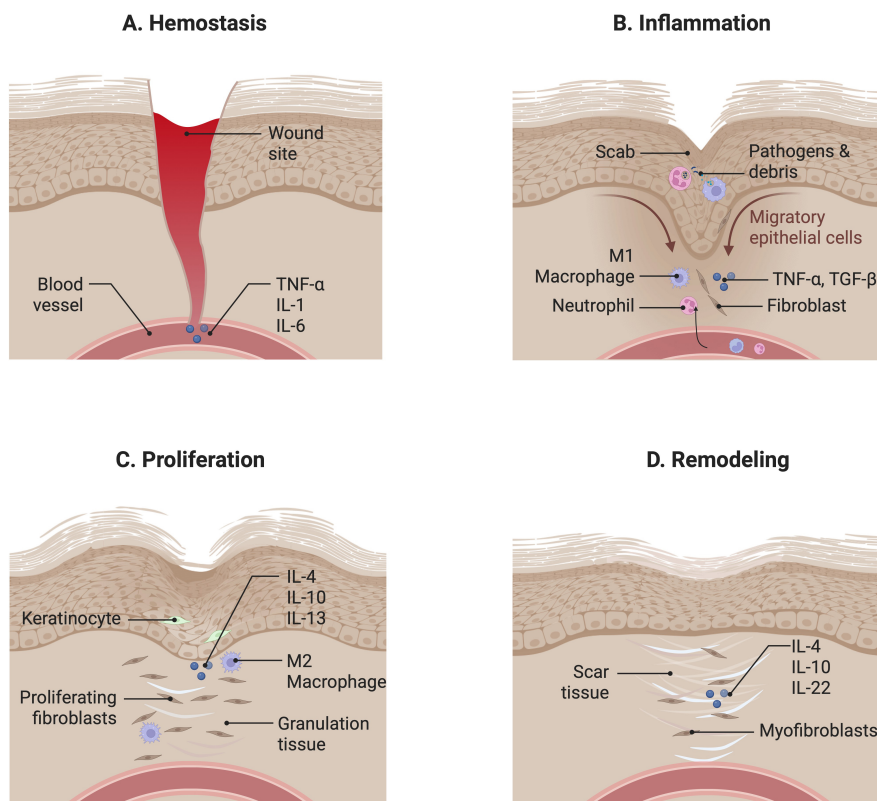 A. Hemostasis
Wound
site
Blood
vessel
TNF-α
IL-1
IL-6
B. Inflammation
Scab
Pathogens &
debris
Migratory
epithelial cells
M1
Macrophage
TNF-α, TGF-β
Neutrophil
Fibroblast
C. Proliferation
IL-4
IL-10
IL-13
Keratinocyte
M2
Macrophage
Proliferating
fibroblasts
Granulation
tissue
D. Remodeling
IL-4
IL-10
IL-22
Scar
tissue
Myofibroblasts